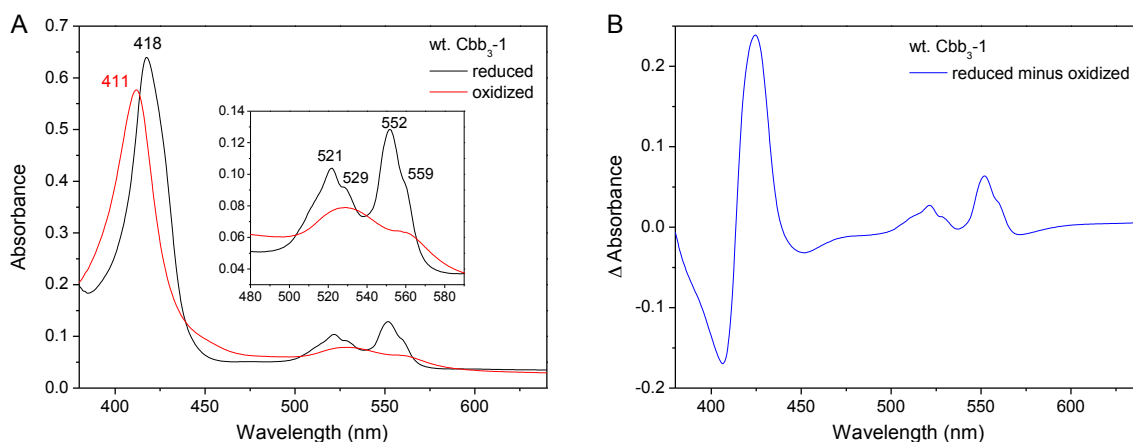 A
0.7
0.6
0.5
0.4
0.3
0.2
0.1
0.0
Absorbance
400 450 500 550 600
Wavelength (nm)
418
411
wt. Cbb3-1
reduced
oxidized
0.14
0.12
0.10
0.08
0.06
0.04
480 500 520 540 560 580
521
529
552
559
B
0.2
0.1
0.0
-0.1
-0.2
Δ Absorbance
400 450 500 550 600
Wavelength (nm)
wt. Cbb3-1
reduced minus oxidized